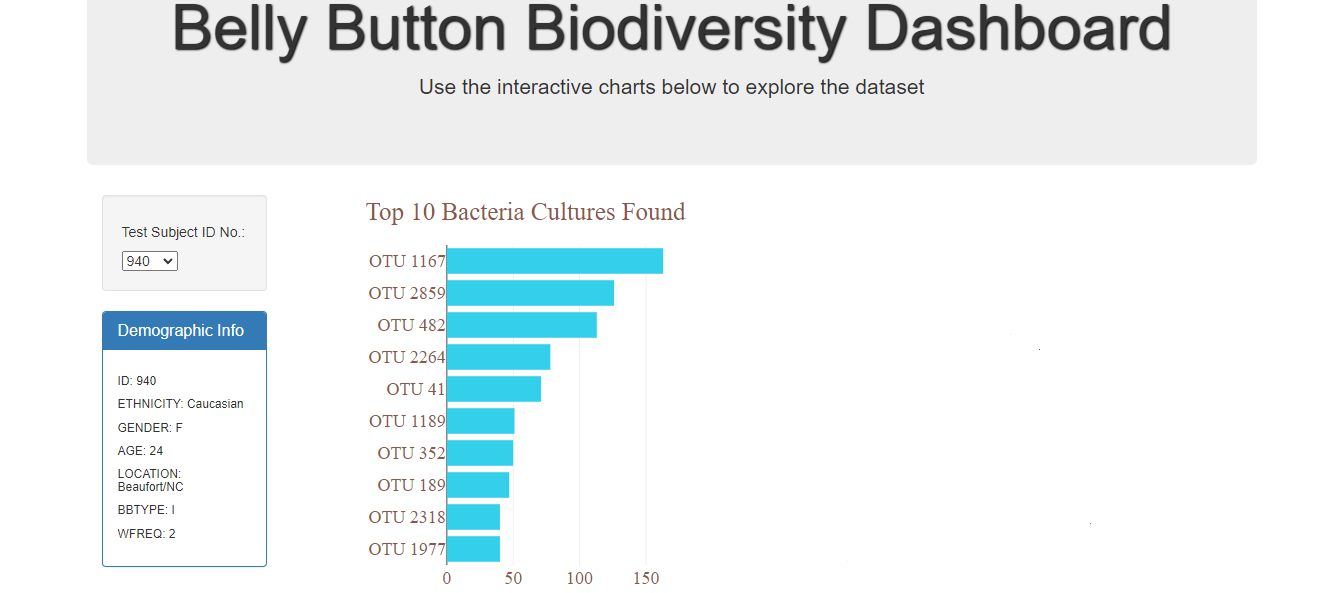 Belly Button Biodiversity Dashboard
Use the interactive charts below to explore the dataset
Test Subject ID No.:
940
Demographic Info
ID: 940
ETHNICITY: Caucasian
GENDER: F
AGE: 24
LOCATION:
Beaufort/NC
BBTYPE: I
WFREQ: 2
Top 10 Bacteria Cultures Found
OTU 1167
OTU 2859
OTU 482
OTU 2264
OTU 41
OTU 1189
OTU 352
OTU 189
OTU 2318
OTU 1977
0 50 100 150